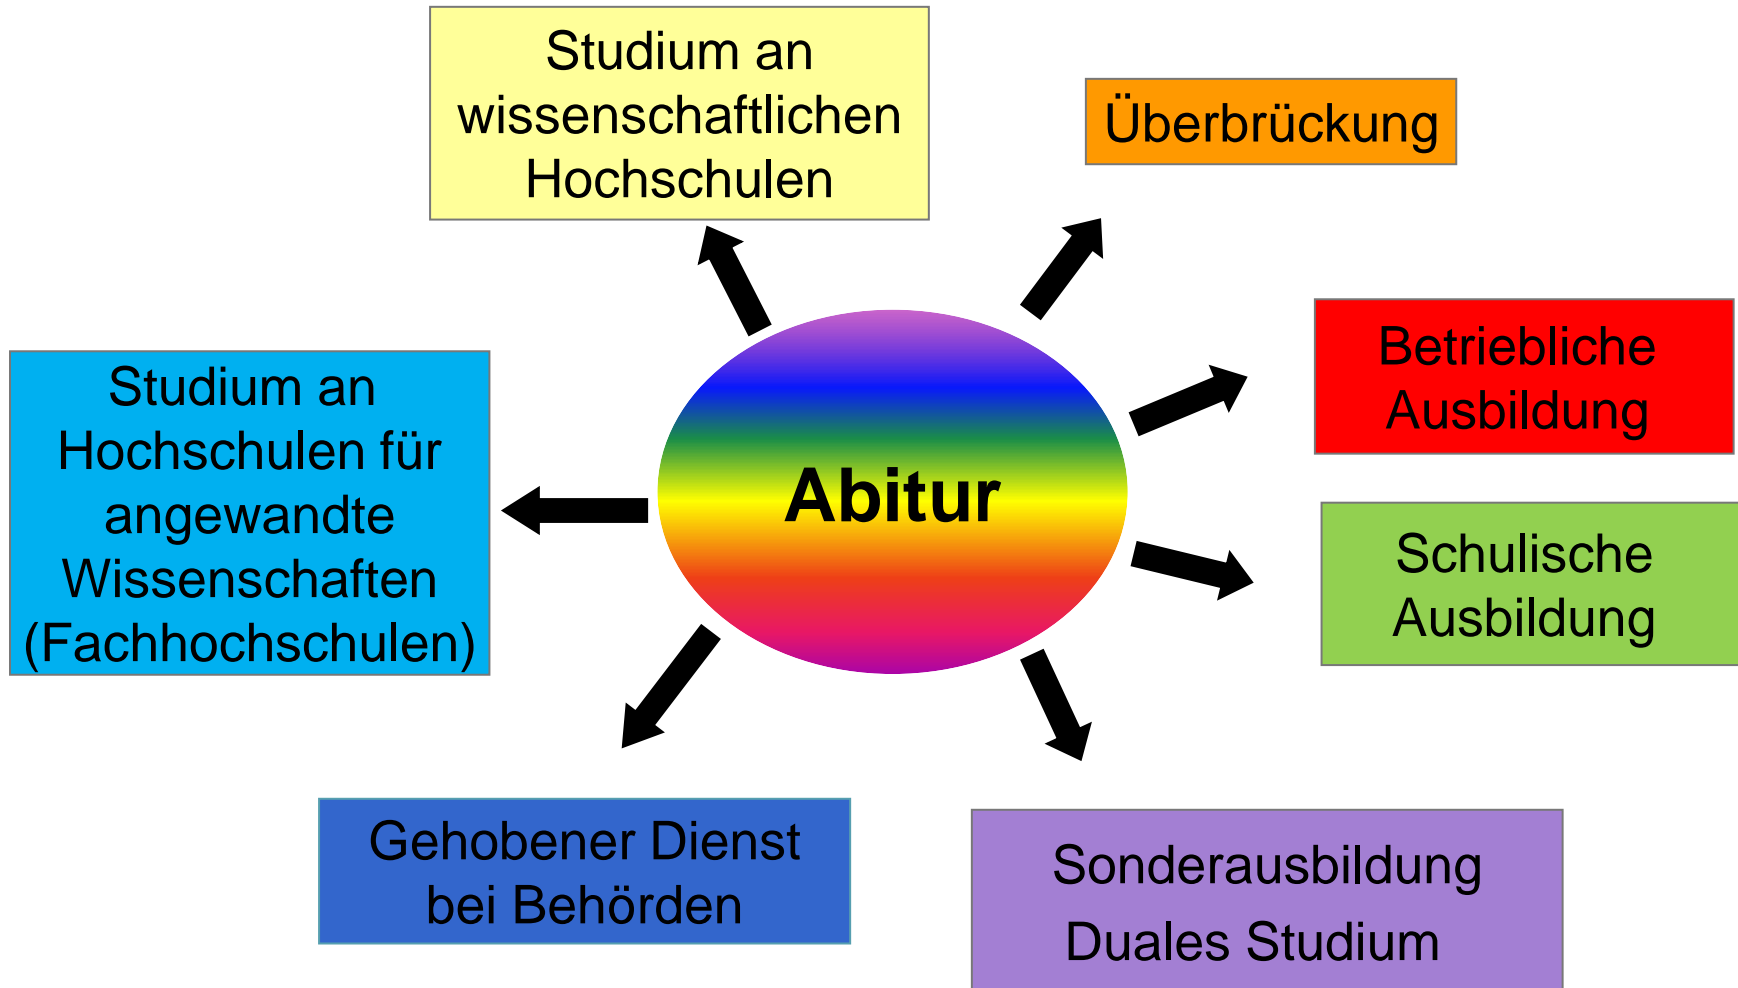 Studium an
wissenschaftlichen
Hochschulen
Überbrückung
Betriebliche
Ausbildung
Studium an
Hochschulen für
angewandte
Wissenschaften
(Fachhochschulen)
Abitur
Schulische
Ausbildung
Gehobener Dienst
bei Behörden
Sonderausbildung
Duales Studium